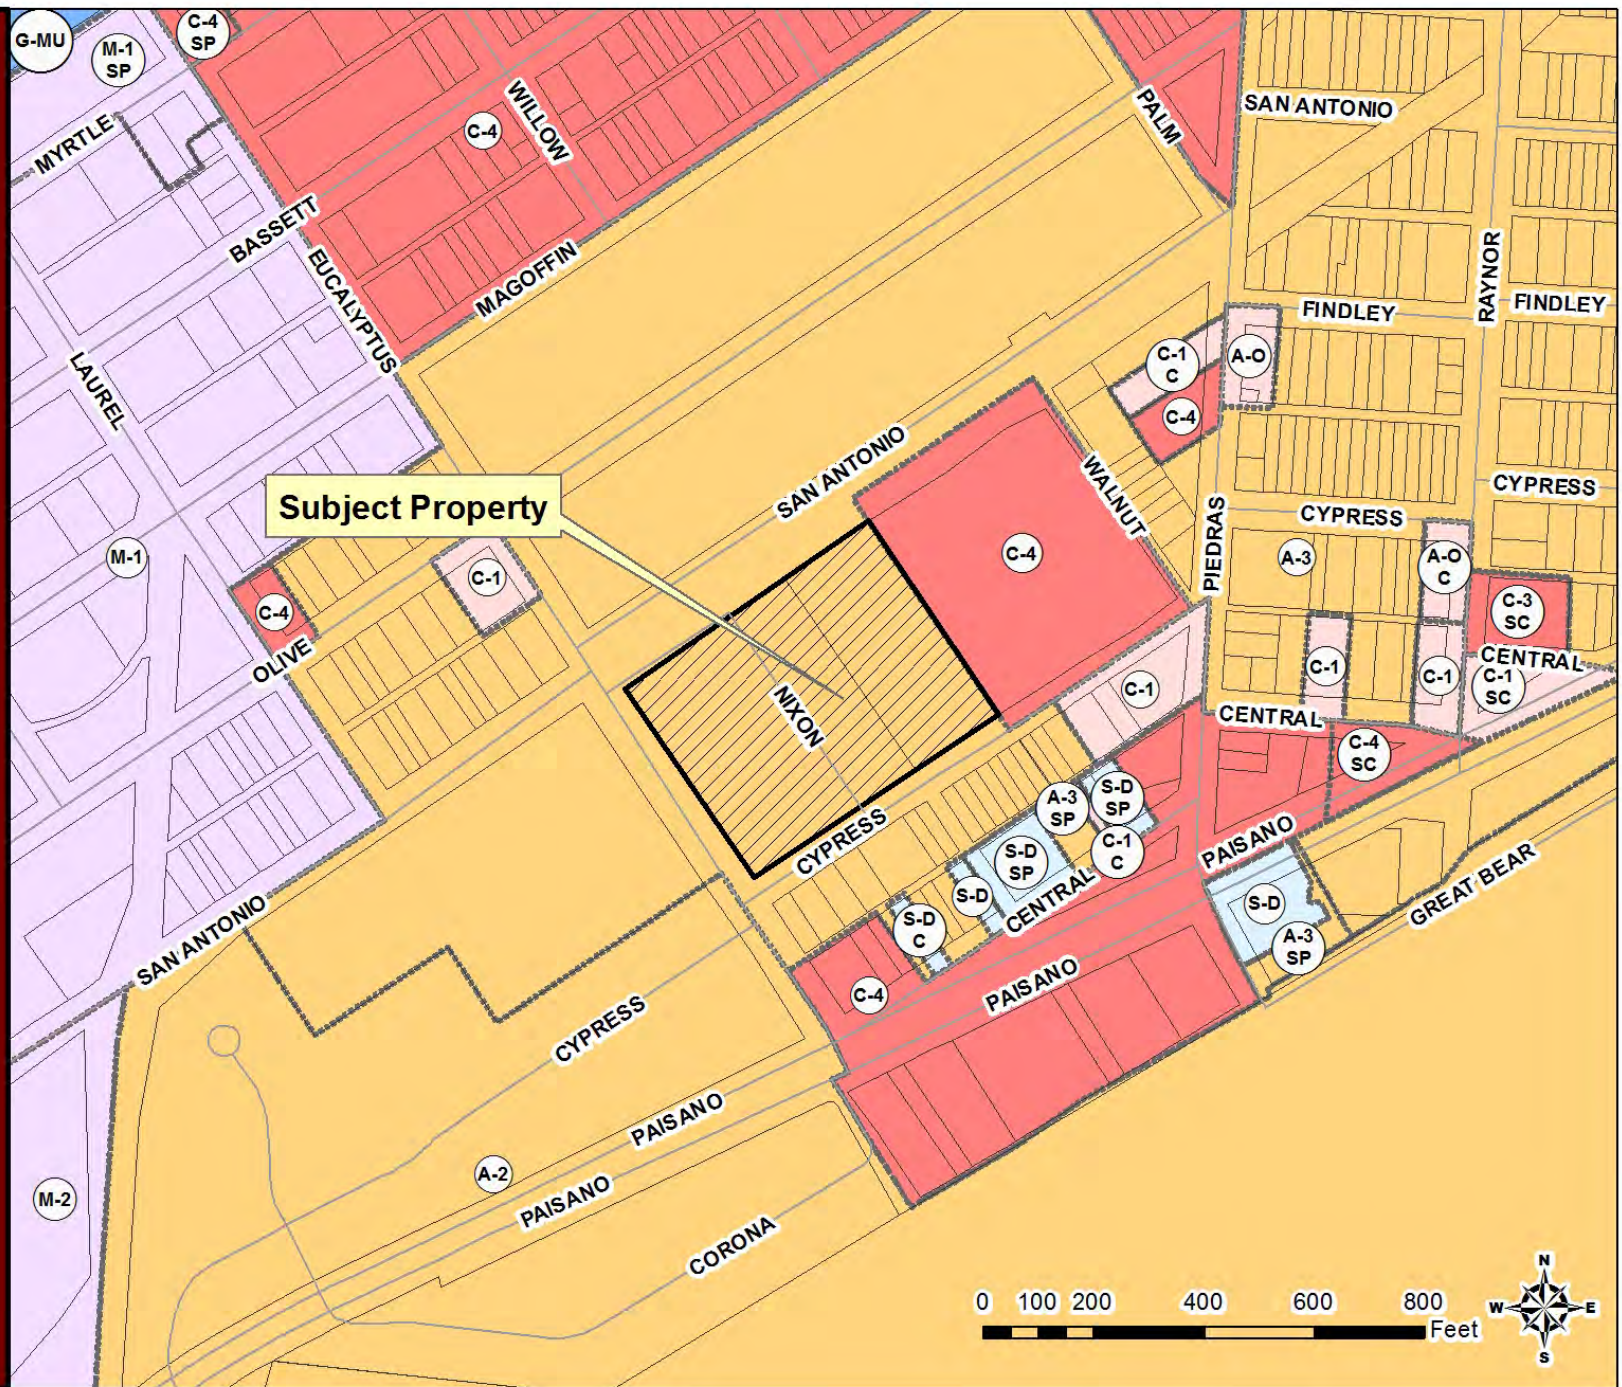 G-MU
M-1
SP
C-4
SP
MYRTLE
WILLOW
C-4
PALM
SAN ANTONIO
BASSETT
EUCALYPTUS
MAGOFFIN
RAYNOR
FINDLEY
FINDLEY
LAUREL
C-1
C
A-O
C-4
SAN ANTONIO
WALNUT
Subject Property
CYPRESS
CYPRESS
PIEDRAS
M-1
C-1
C-4
A-3
A-O
C
C-4
OLIVE
C-3
SC
CENTRAL
C-1
C-1
C-1
SC
C-1
NIXON
CENTRAL
C-4
SC
S-D
SP
A-3
SP
CYPRESS
C-1
C
PAISANO
S-D
SP
CENTRAL
S-D
GREAT BEAR
S-D
C
S-D
A-3
SP
SAN ANTONIO
C-4
PAISANO
CYPRESS
PAISANO
A-2
M-2
PAISANO
CORONA
N
W
E
S
0 100 200 400 600 800
Feet